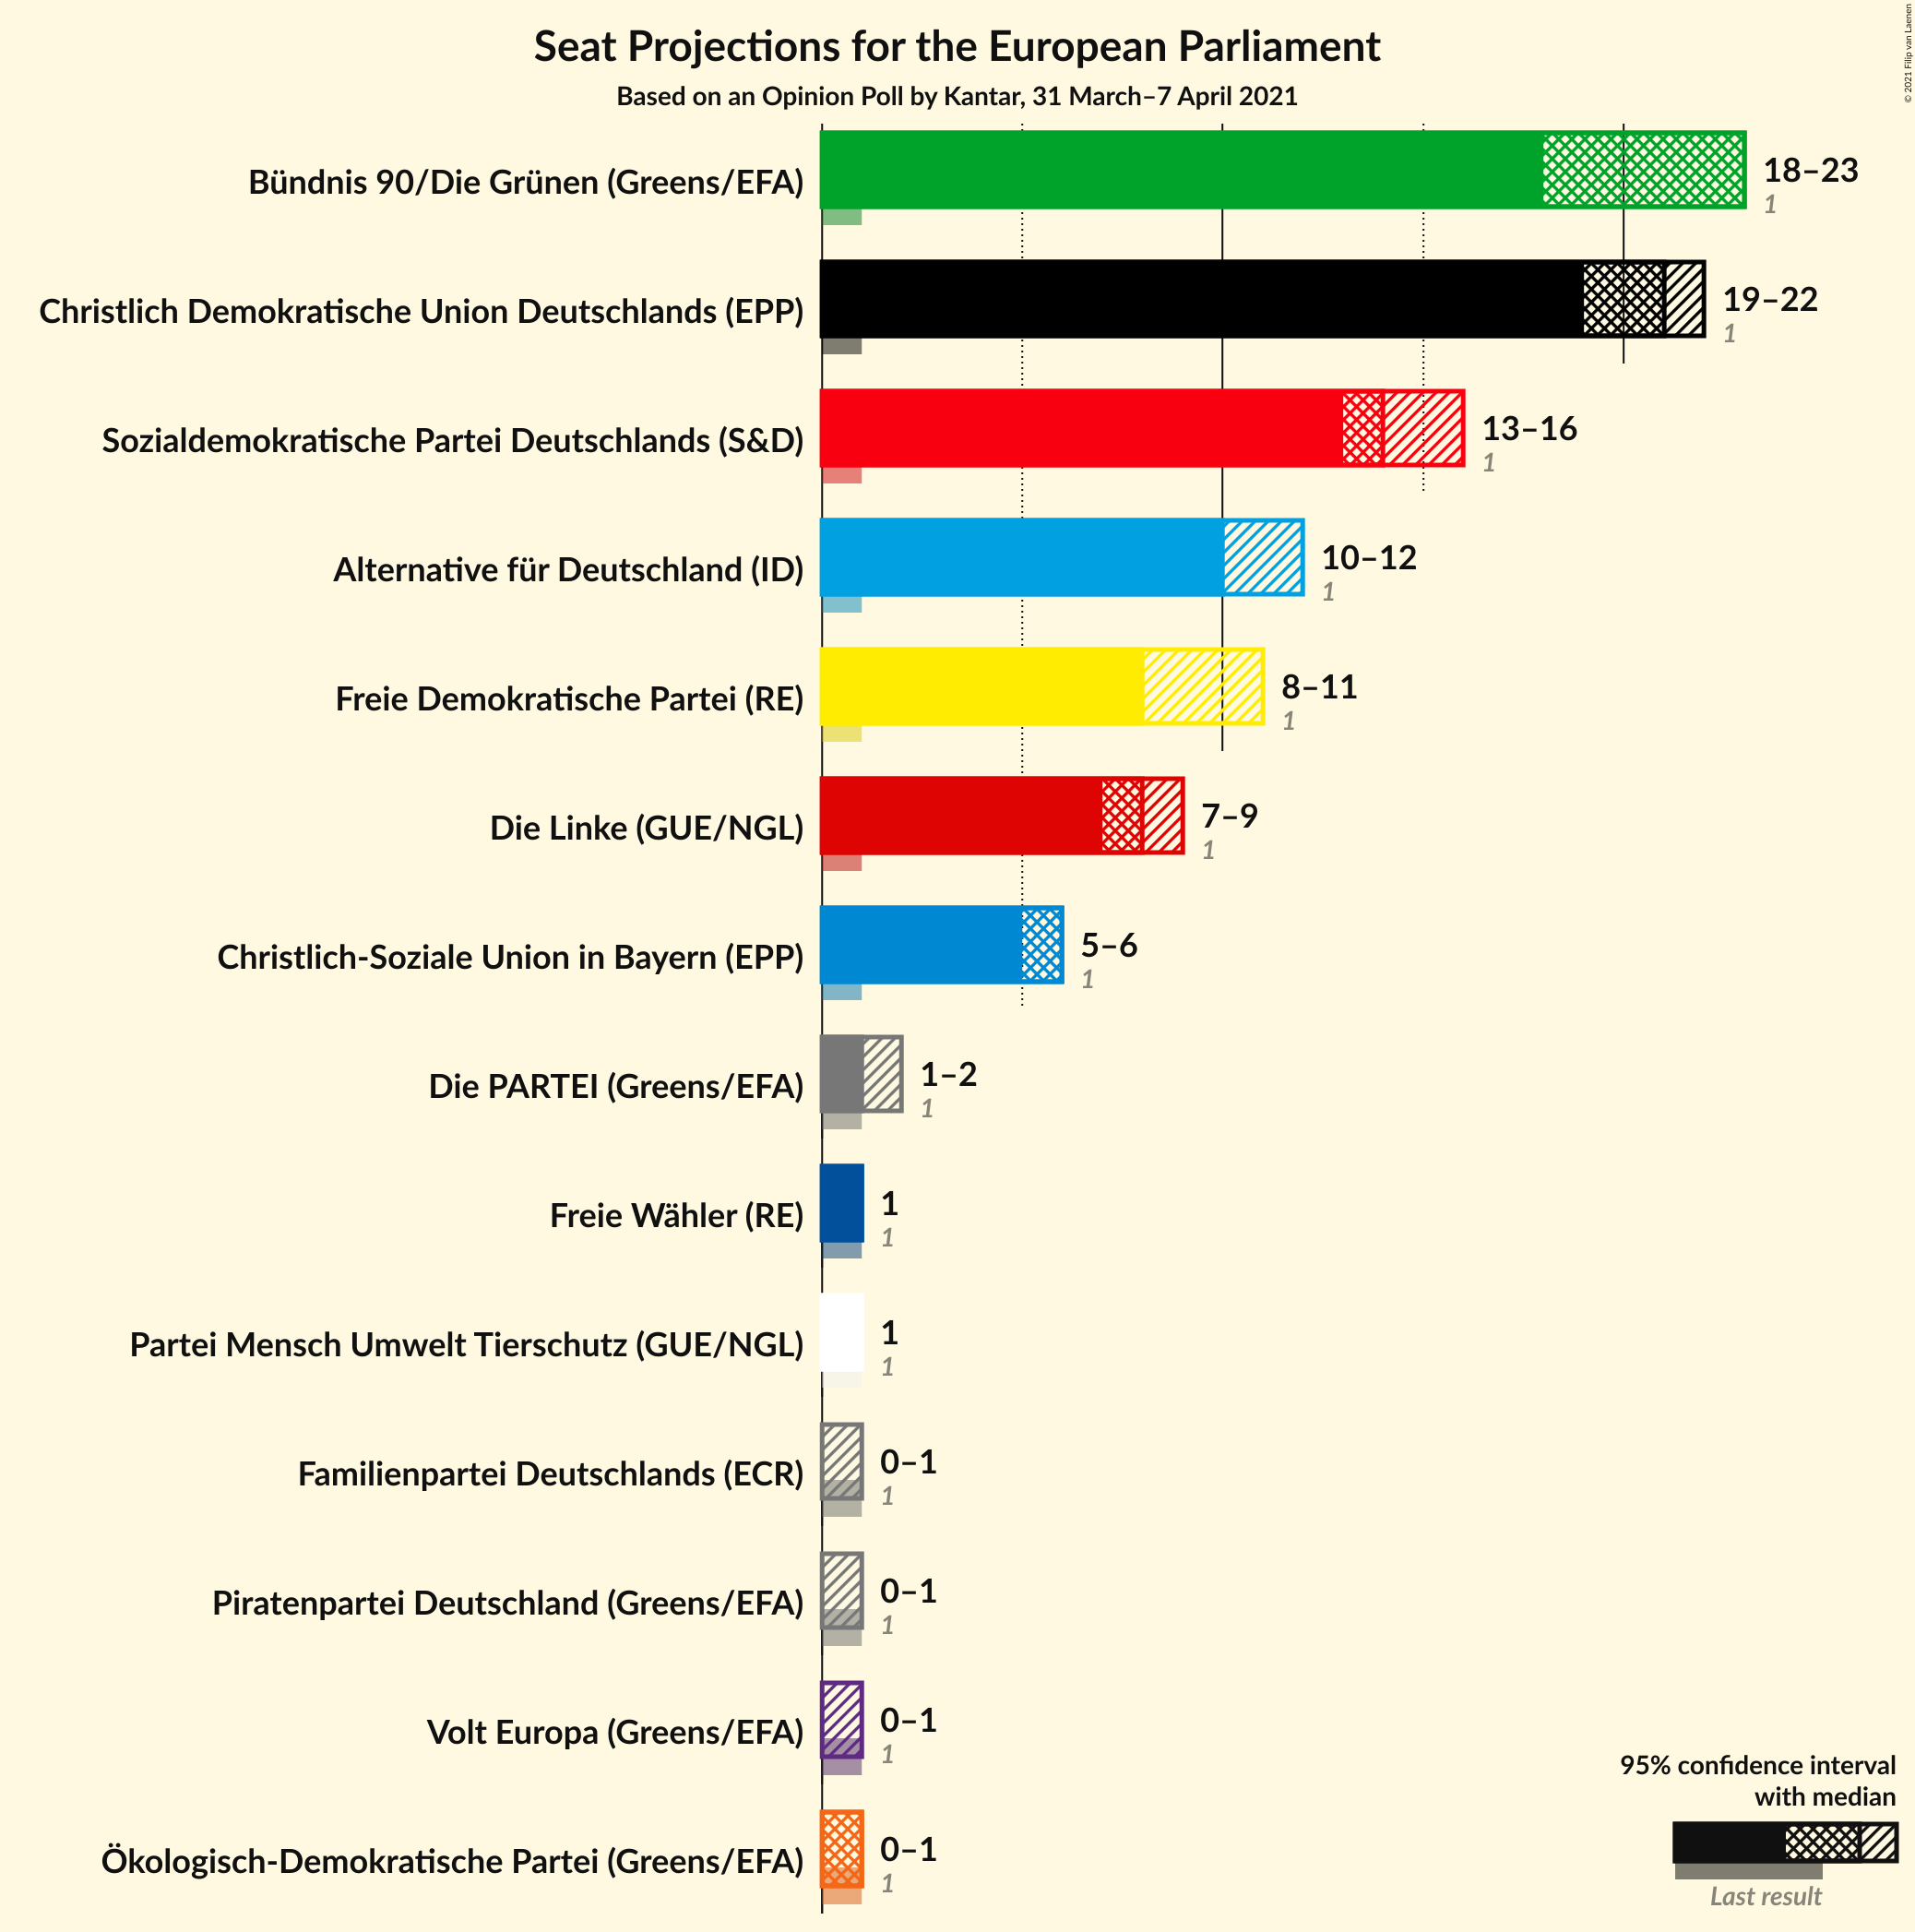 Seat Projections for the European Parliament
Based on an Opinion Poll by Kantar, 31 March–7 April 2021
© 2021 Filip van Laenen
Bündnis 90/Die Grünen (Greens/EFA)
18–23
1
Christlich Demokratische Union Deutschlands (EPP)
19–22
1
Sozialdemokratische Partei Deutschlands (S&D)
13–16
1
Alternative für Deutschland (ID)
10–12
1
Freie Demokratische Partei (RE)
8–11
1
Die Linke (GUE/NGL)
7–9
1
Christlich-Soziale Union in Bayern (EPP)
5–6
1
Die PARTEI (Greens/EFA)
1–2
1
Freie Wähler (RE)
1
1
Partei Mensch Umwelt Tierschutz (GUE/NGL)
1
1
Familienpartei Deutschlands (ECR)
0–1
1
Piratenpartei Deutschland (Greens/EFA)
0–1
1
Volt Europa (Greens/EFA)
0–1
1
Ökologisch-Demokratische Partei (Greens/EFA)
0–1
1
95% confidence interval
with median
Last result